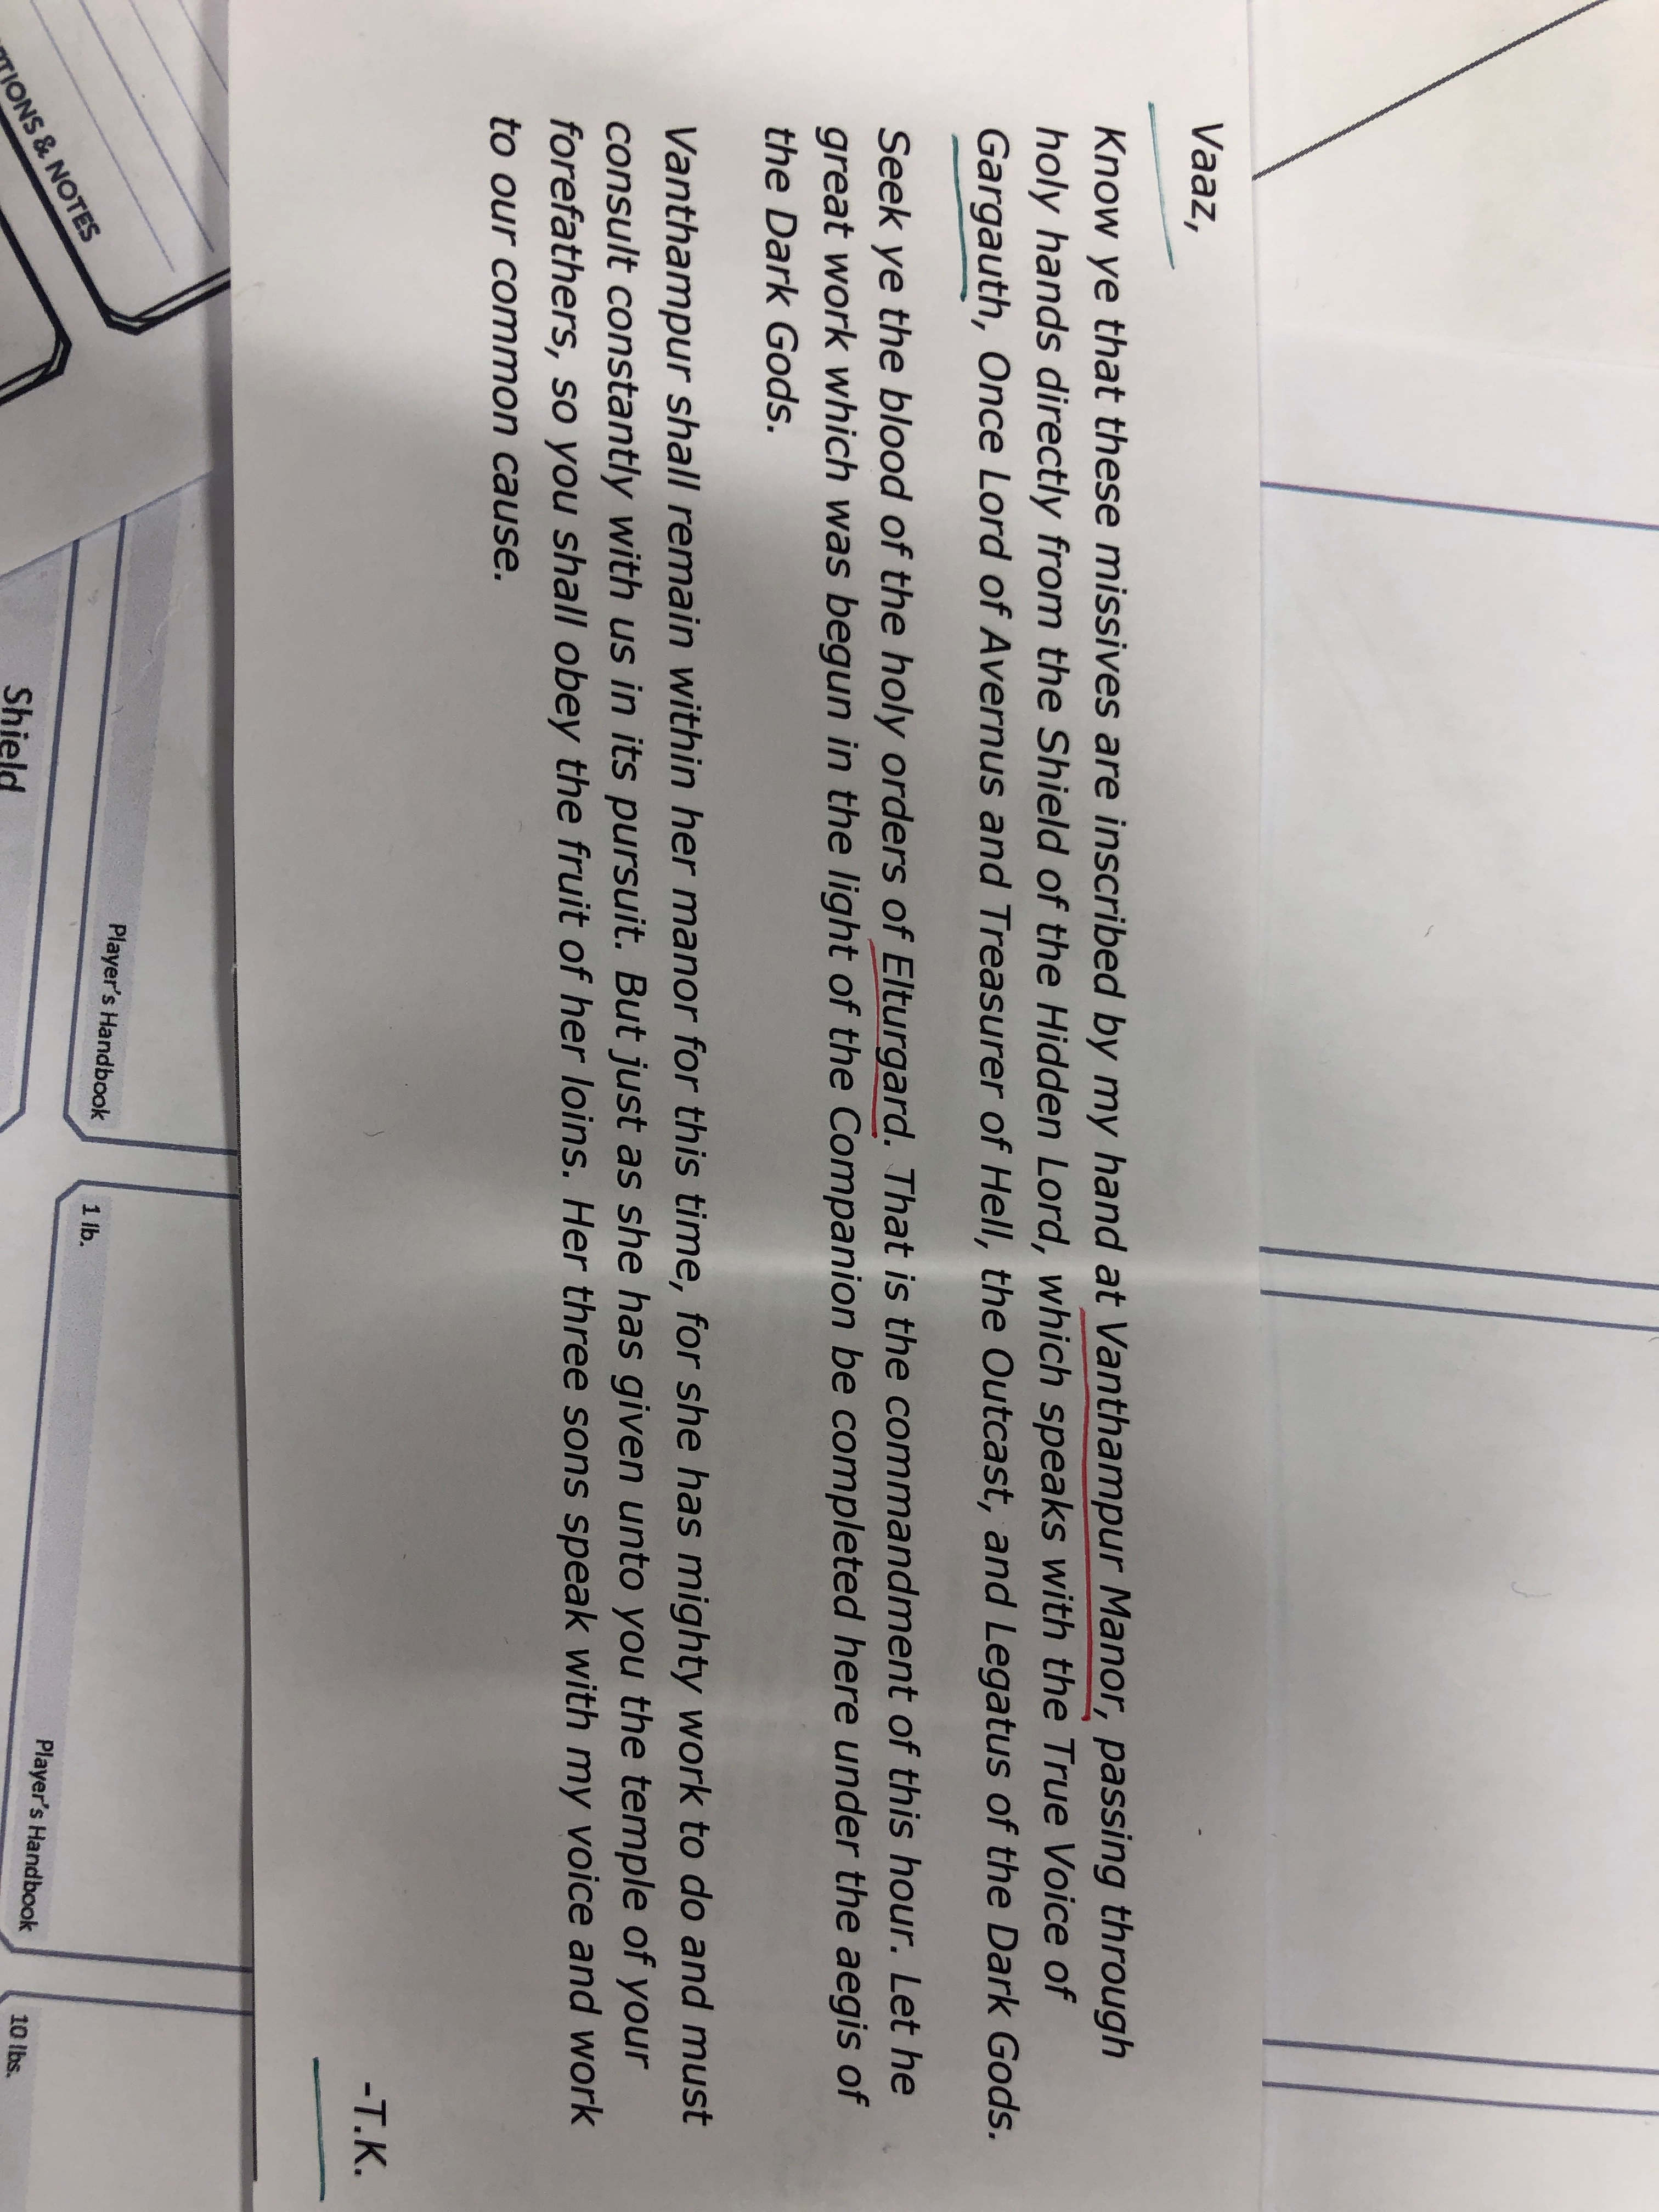 Vaaz,
Know ye that these missives are inscribed by my hand at Vanthampur Manor, passing through
holy hands directly from the Shield of the Hidden Lord, which speaks with the True Voice of
Gargauth, Once Lord of Avernus and Treasurer of Hell, the Outcast, and Legatus of the Dark Gods.
Seek ye the blood of the holy orders of Elturgard. That is the commandment of this hour. Let he
great work which was begun in the light of the Companion be completed here under the aegis of
the Dark Gods.
Vanthampur shall remain within her manor for this time, for she has mighty work to do and must
consult constantly with us in its pursuit. But just as she has given unto you the temple of your
forefathers, so you shall obey the fruit of her loins. Her three sons speak with my voice and work
to our common cause.
-T.K.
Player's Handbook
1 lb.
Player's Handbook
10 lbs.
& NOTES
Shield